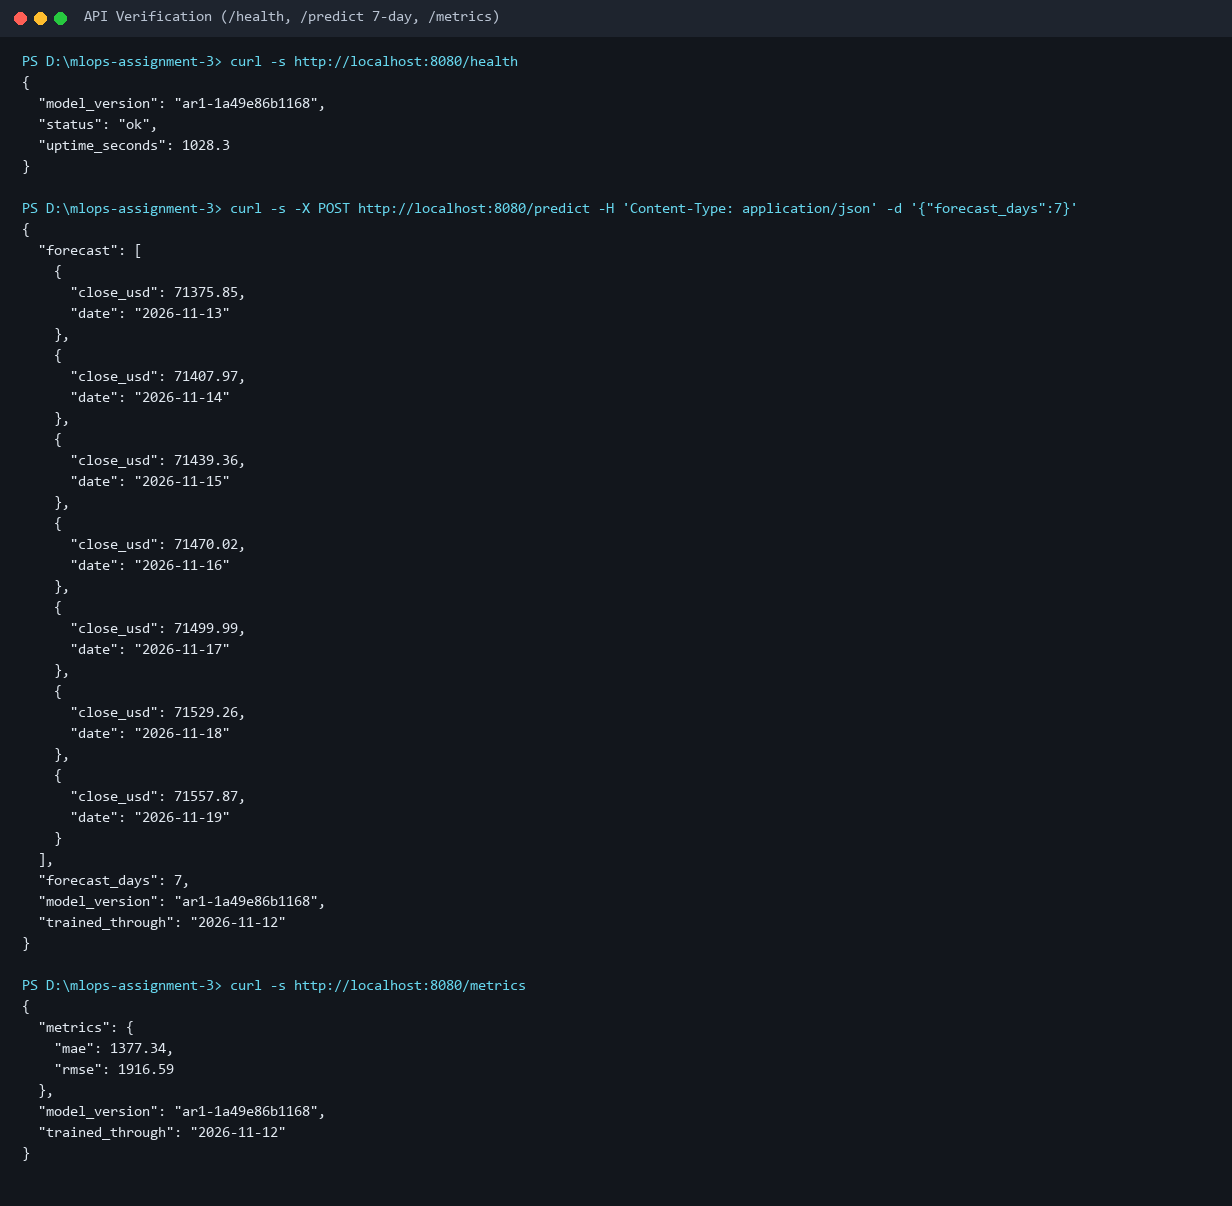 API Verification (/health, /predict 7-day, /metrics)
PS D:\mlops-assignment-3> curl -s http://localhost:8080/health
{
  "model_version": "ar1-1a49e86b1168",
  "status": "ok",
  "uptime_seconds": 1028.3
}
PS D:\mlops-assignment-3> curl -s -X POST http://localhost:8080/predict -H 'Content-Type: application/json' -d '{"forecast_days":7}'
{
  "forecast": [
    {
      "close_usd": 71375.85,
      "date": "2026-11-13"
    },
    {
      "close_usd": 71407.97,
      "date": "2026-11-14"
    },
    {
      "close_usd": 71439.36,
      "date": "2026-11-15"
    },
    {
      "close_usd": 71470.02,
      "date": "2026-11-16"
    },
    {
      "close_usd": 71499.99,
      "date": "2026-11-17"
    },
    {
      "close_usd": 71529.26,
      "date": "2026-11-18"
    },
    {
      "close_usd": 71557.87,
      "date": "2026-11-19"
    }
  ],
  "forecast_days": 7,
  "model_version": "ar1-1a49e86b1168",
  "trained_through": "2026-11-12"
}
PS D:\mlops-assignment-3> curl -s http://localhost:8080/metrics
{
  "metrics": {
    "mae": 1377.34,
    "rmse": 1916.59
  },
  "model_version": "ar1-1a49e86b1168",
  "trained_through": "2026-11-12"
}